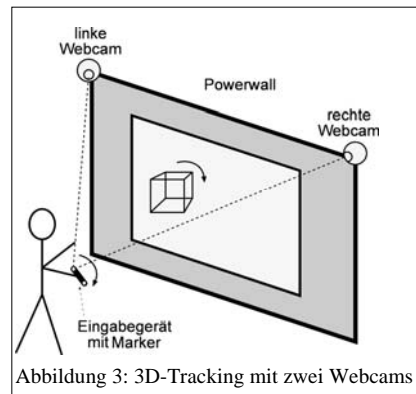 linke
Webcam
Powerwall
rechte
Webcam
Eingabegerät
mit Marker
Abbildung 3: 3D-Tracking mit zwei Webcams